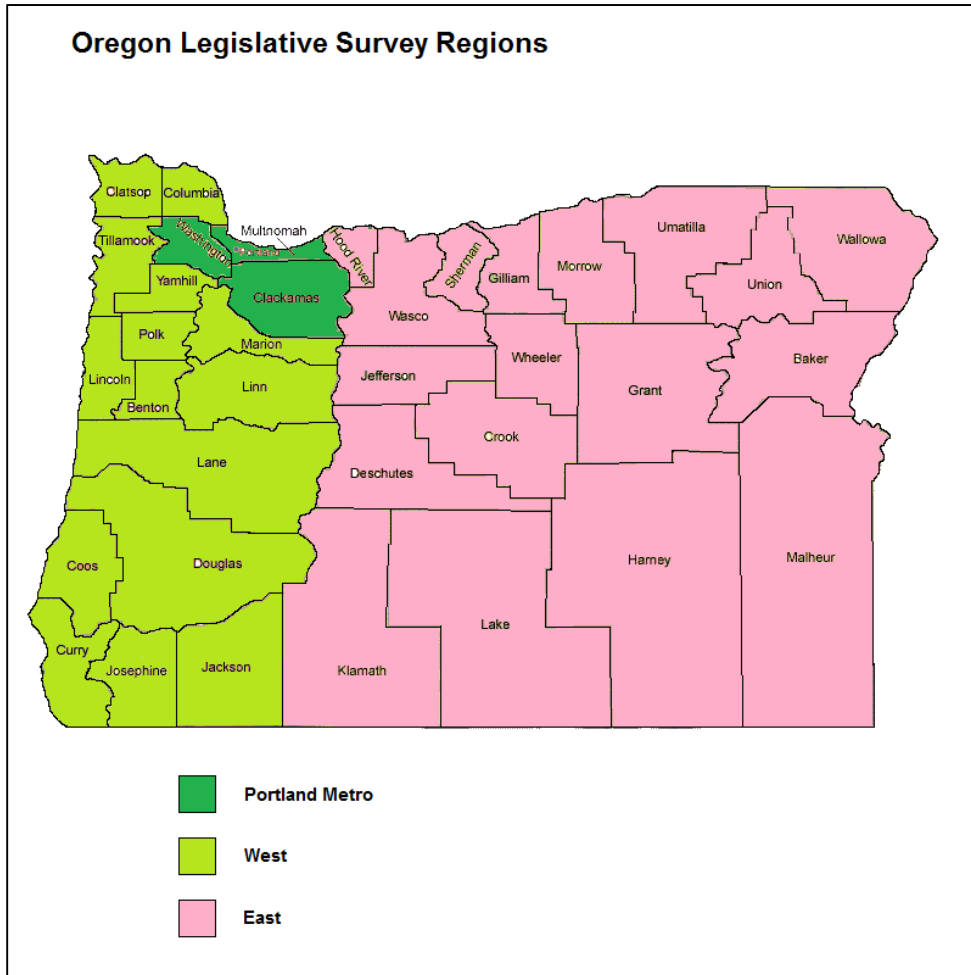 Oregon Legislative Survey Regions
Clatsop
Columbia
Tillamook
Washington
Multnomah
Portland
Hood River
Sherman
Gilliam
Morrow
Umatilla
Wallowa
Union
Yamhill
Clackamas
Wasco
Polk
Marion
Wheeler
Baker
Lincoln
Jefferson
Grant
Linn
Benton
Crook
Lane
Deschutes
Coos
Douglas
Harney
Malheur
Lake
Curry
Josephine
Jackson
Klamath
Portland Metro
West
East